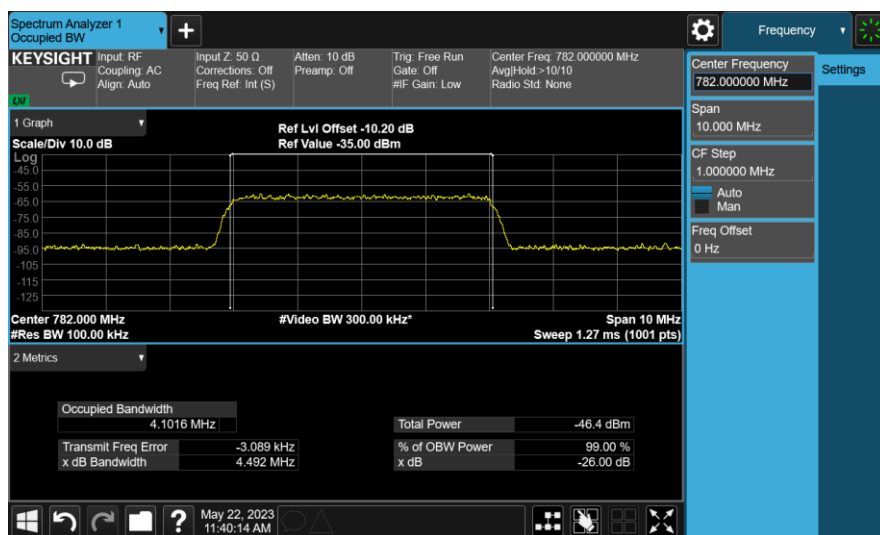 Spectrum Analyzer 1
Occupied BW
Frequency
KEYSIGHT
LXI
Input: RF
Coupling: AC
Align: Auto
Input Z: 50 Ω
Corrections: Off
Freq Ref: Int (S)
Atten: 10 dB
Preamp: Off
Trig: Free Run
Gate: Off
#IF Gain: Low
Center Freq: 782.000000 MHz
Avg|Hold:>10/10
Radio Std: None
Center Frequency
782.000000 MHz
Settings
Span
10.000 MHz
CF Step
1.000000 MHz
Auto
Man
Freq Offset
0 Hz
1 Graph
Scale/Div 10.0 dB
Ref Lvl Offset -10.20 dB
Ref Value -35.00 dBm
Log
-45.0
-55.0
-65.0
-75.0
-85.0
-95.0
-105
-115
-125
Center 782.000 MHz
#Res BW 100.00 kHz
#Video BW 300.00 kHz*
Span 10 MHz
Sweep 1.27 ms (1001 pts)
2 Metrics
Occupied Bandwidth
4.1016 MHz
Total Power -46.4 dBm
Transmit Freq Error -3.089 kHz
% of OBW Power 99.00 %
x dB Bandwidth 4.492 MHz
x dB -26.00 dB
?
May 22, 2023
11:40:14 AM